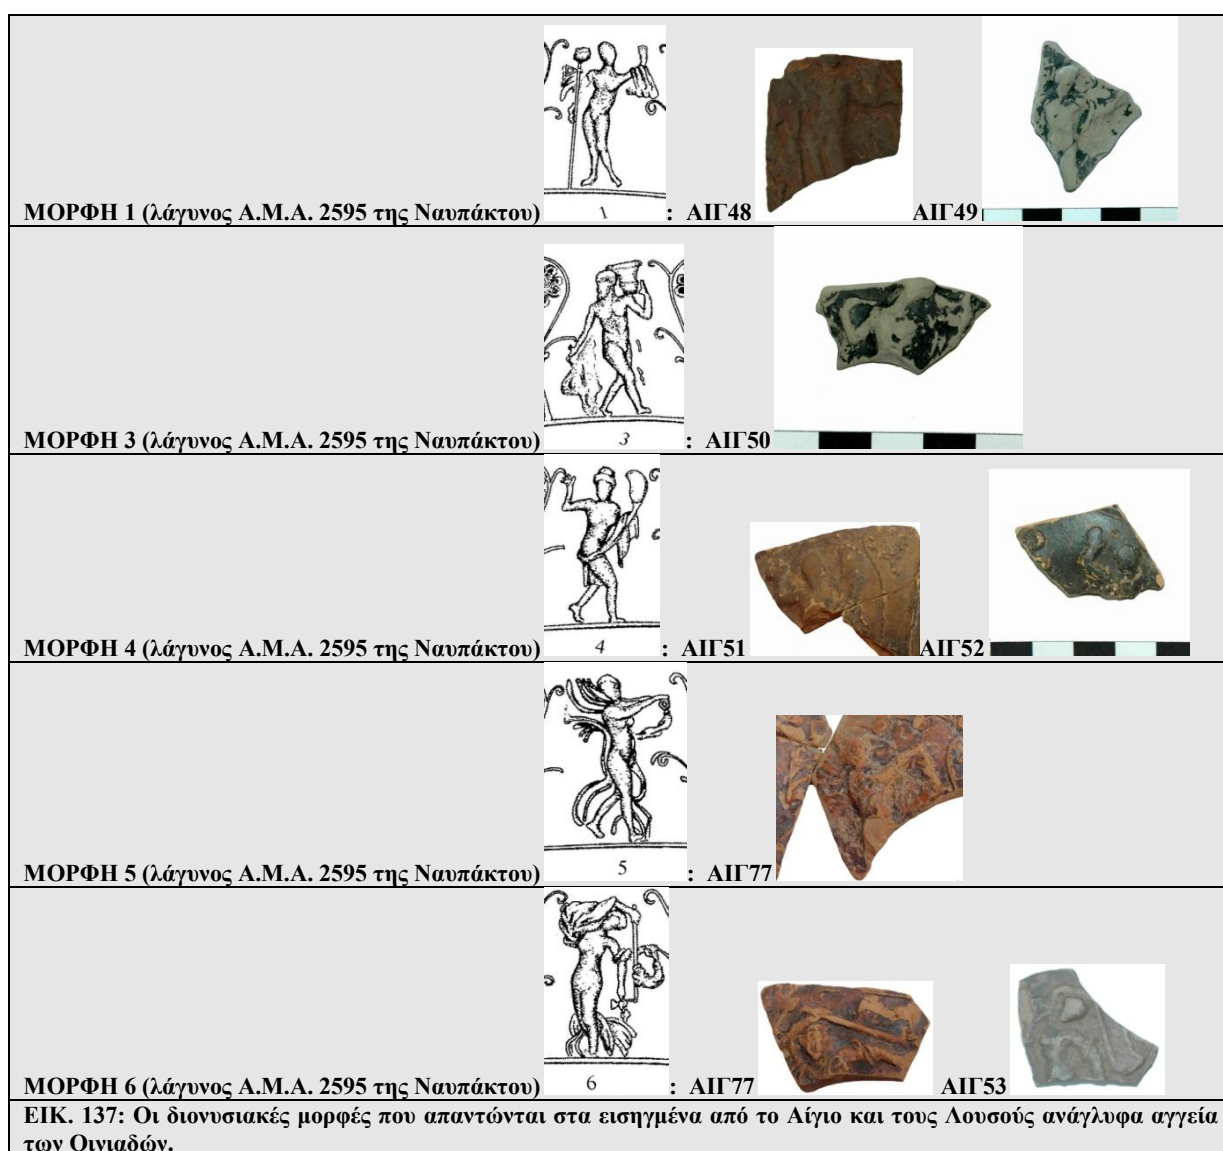 1
ΜΟΡΦΗ 1 (λάγυνος Α.Μ.Α. 2595 της Ναυπάκτου) : ΑΙΓ48 ΑΙΓ49
3
ΜΟΡΦΗ 3 (λάγυνος Α.Μ.Α. 2595 της Ναυπάκτου) : ΑΙΓ50
4
ΜΟΡΦΗ 4 (λάγυνος Α.Μ.Α. 2595 της Ναυπάκτου) : ΑΙΓ51 ΑΙΓ52
5
ΜΟΡΦΗ 5 (λάγυνος Α.Μ.Α. 2595 της Ναυπάκτου) : ΑΙΓ77
6
ΜΟΡΦΗ 6 (λάγυνος Α.Μ.Α. 2595 της Ναυπάκτου) : ΑΙΓ77 ΑΙΓ53
ΕΙΚ. 137: Οι διονυσιακές μορφές που απαντώνται στα εισηγμένα από το Αίγιο και τους Λουσούς ανάγλυφα αγγεία
των Οινιαδών.